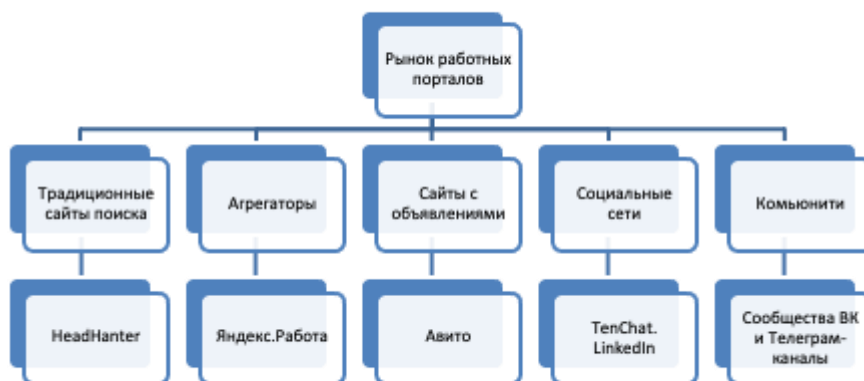 Рынок работных
порталов
Традиционные
сайты поиска
Агрегаторы
Сайты с
объявлениями
Социальные
сети
Комьюнити
HeadHanter
Яндекс.Работа
Авито
TenChat.
LinkedIn
Сообщества ВК
и Телеграм-
каналы